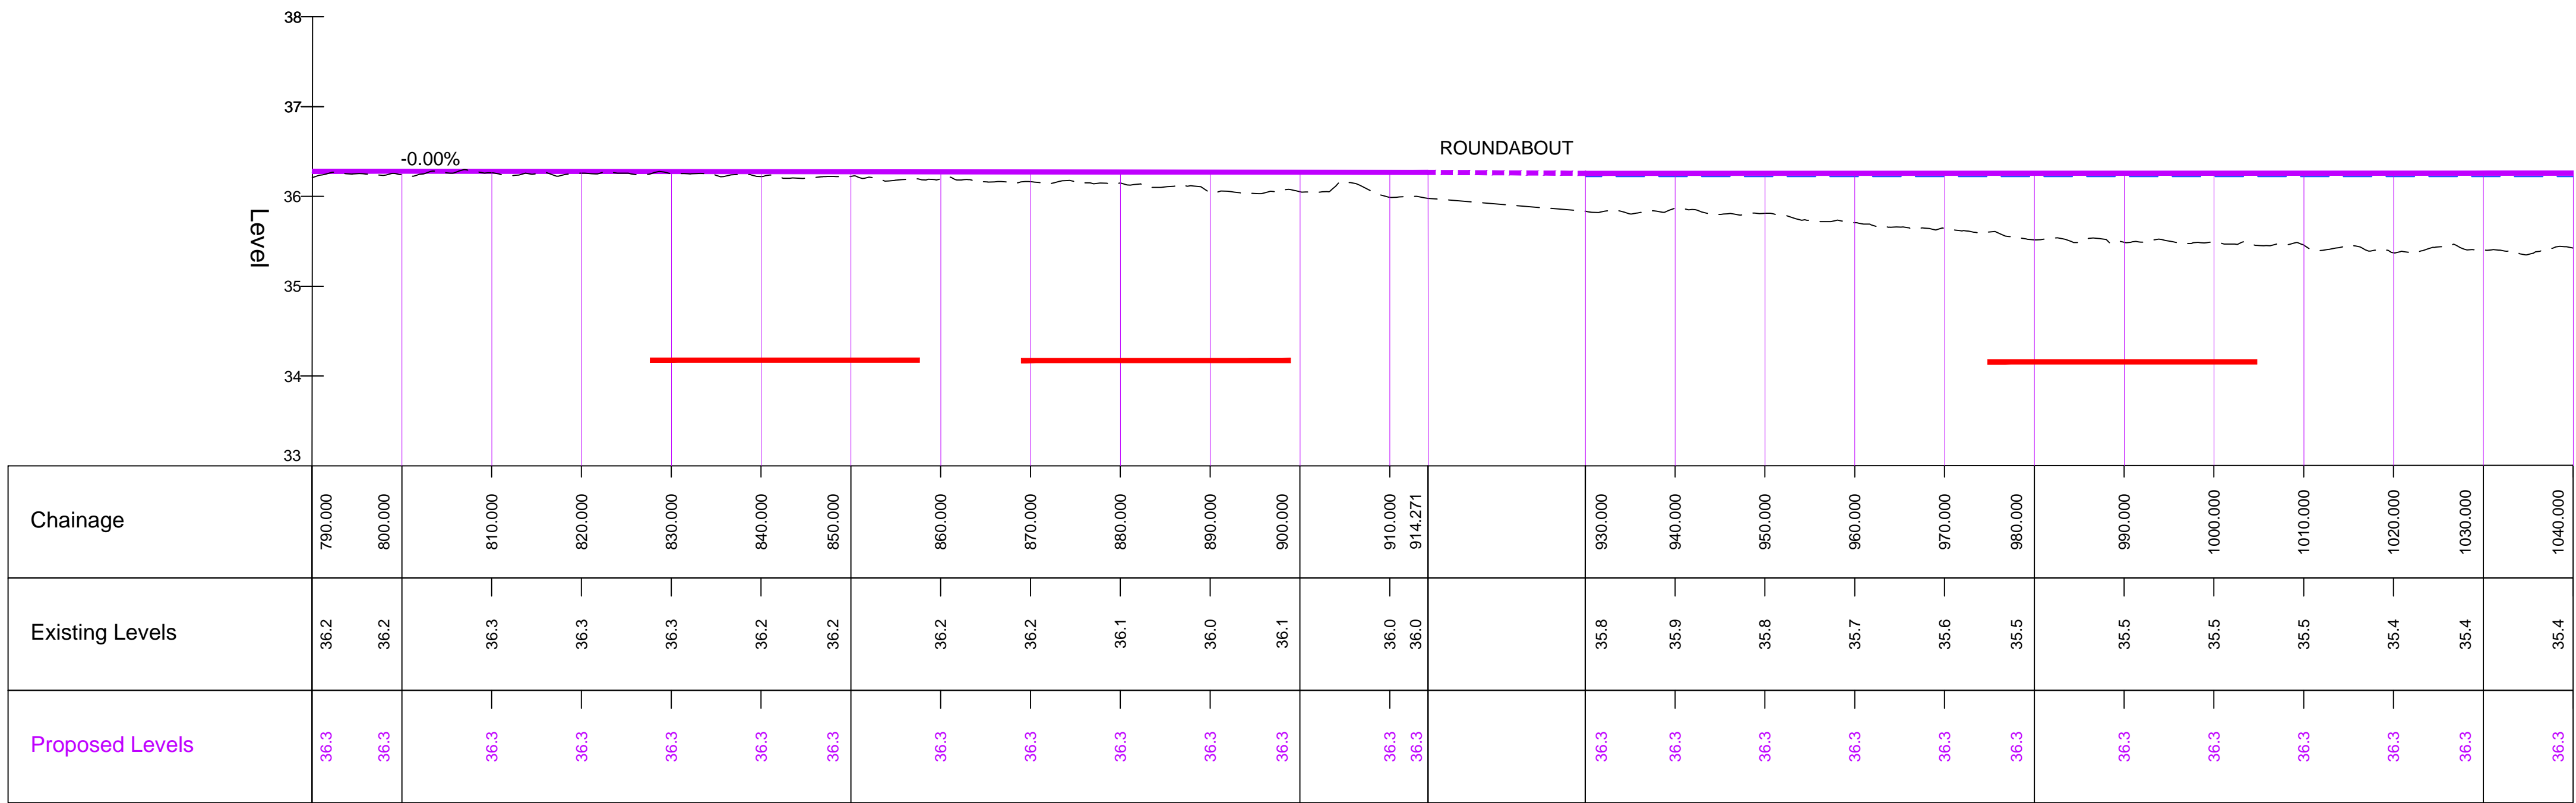 38
37
-0.00%
ROUNDABOUT
36
Level
35
34
33
Chainage 790.000 800.000 810.000 820.000 830.000 840.000 850.000 860.000 870.000 880.000 890.000 900.000 910.000 914.271 930.000 940.000 950.000 960.000 970.000 980.000 990.000 1000.000 1010.000 1020.000 1030.000 1040.000
Existing Levels 36.2 36.2 36.3 36.3 36.3 36.2 36.2 36.2 36.2 36.1 36.0 36.1 36.0 36.0 35.8 35.9 35.8 35.7 35.6 35.5 35.5 35.5 35.5 35.4 35.4 35.4
Proposed Levels 36.3 36.3 36.3 36.3 36.3 36.3 36.3 36.3 36.3 36.3 36.3 36.3 36.3 36.3 36.3 36.3 36.3 36.3 36.3 36.3 36.3 36.3 36.3 36.3 36.3 36.3